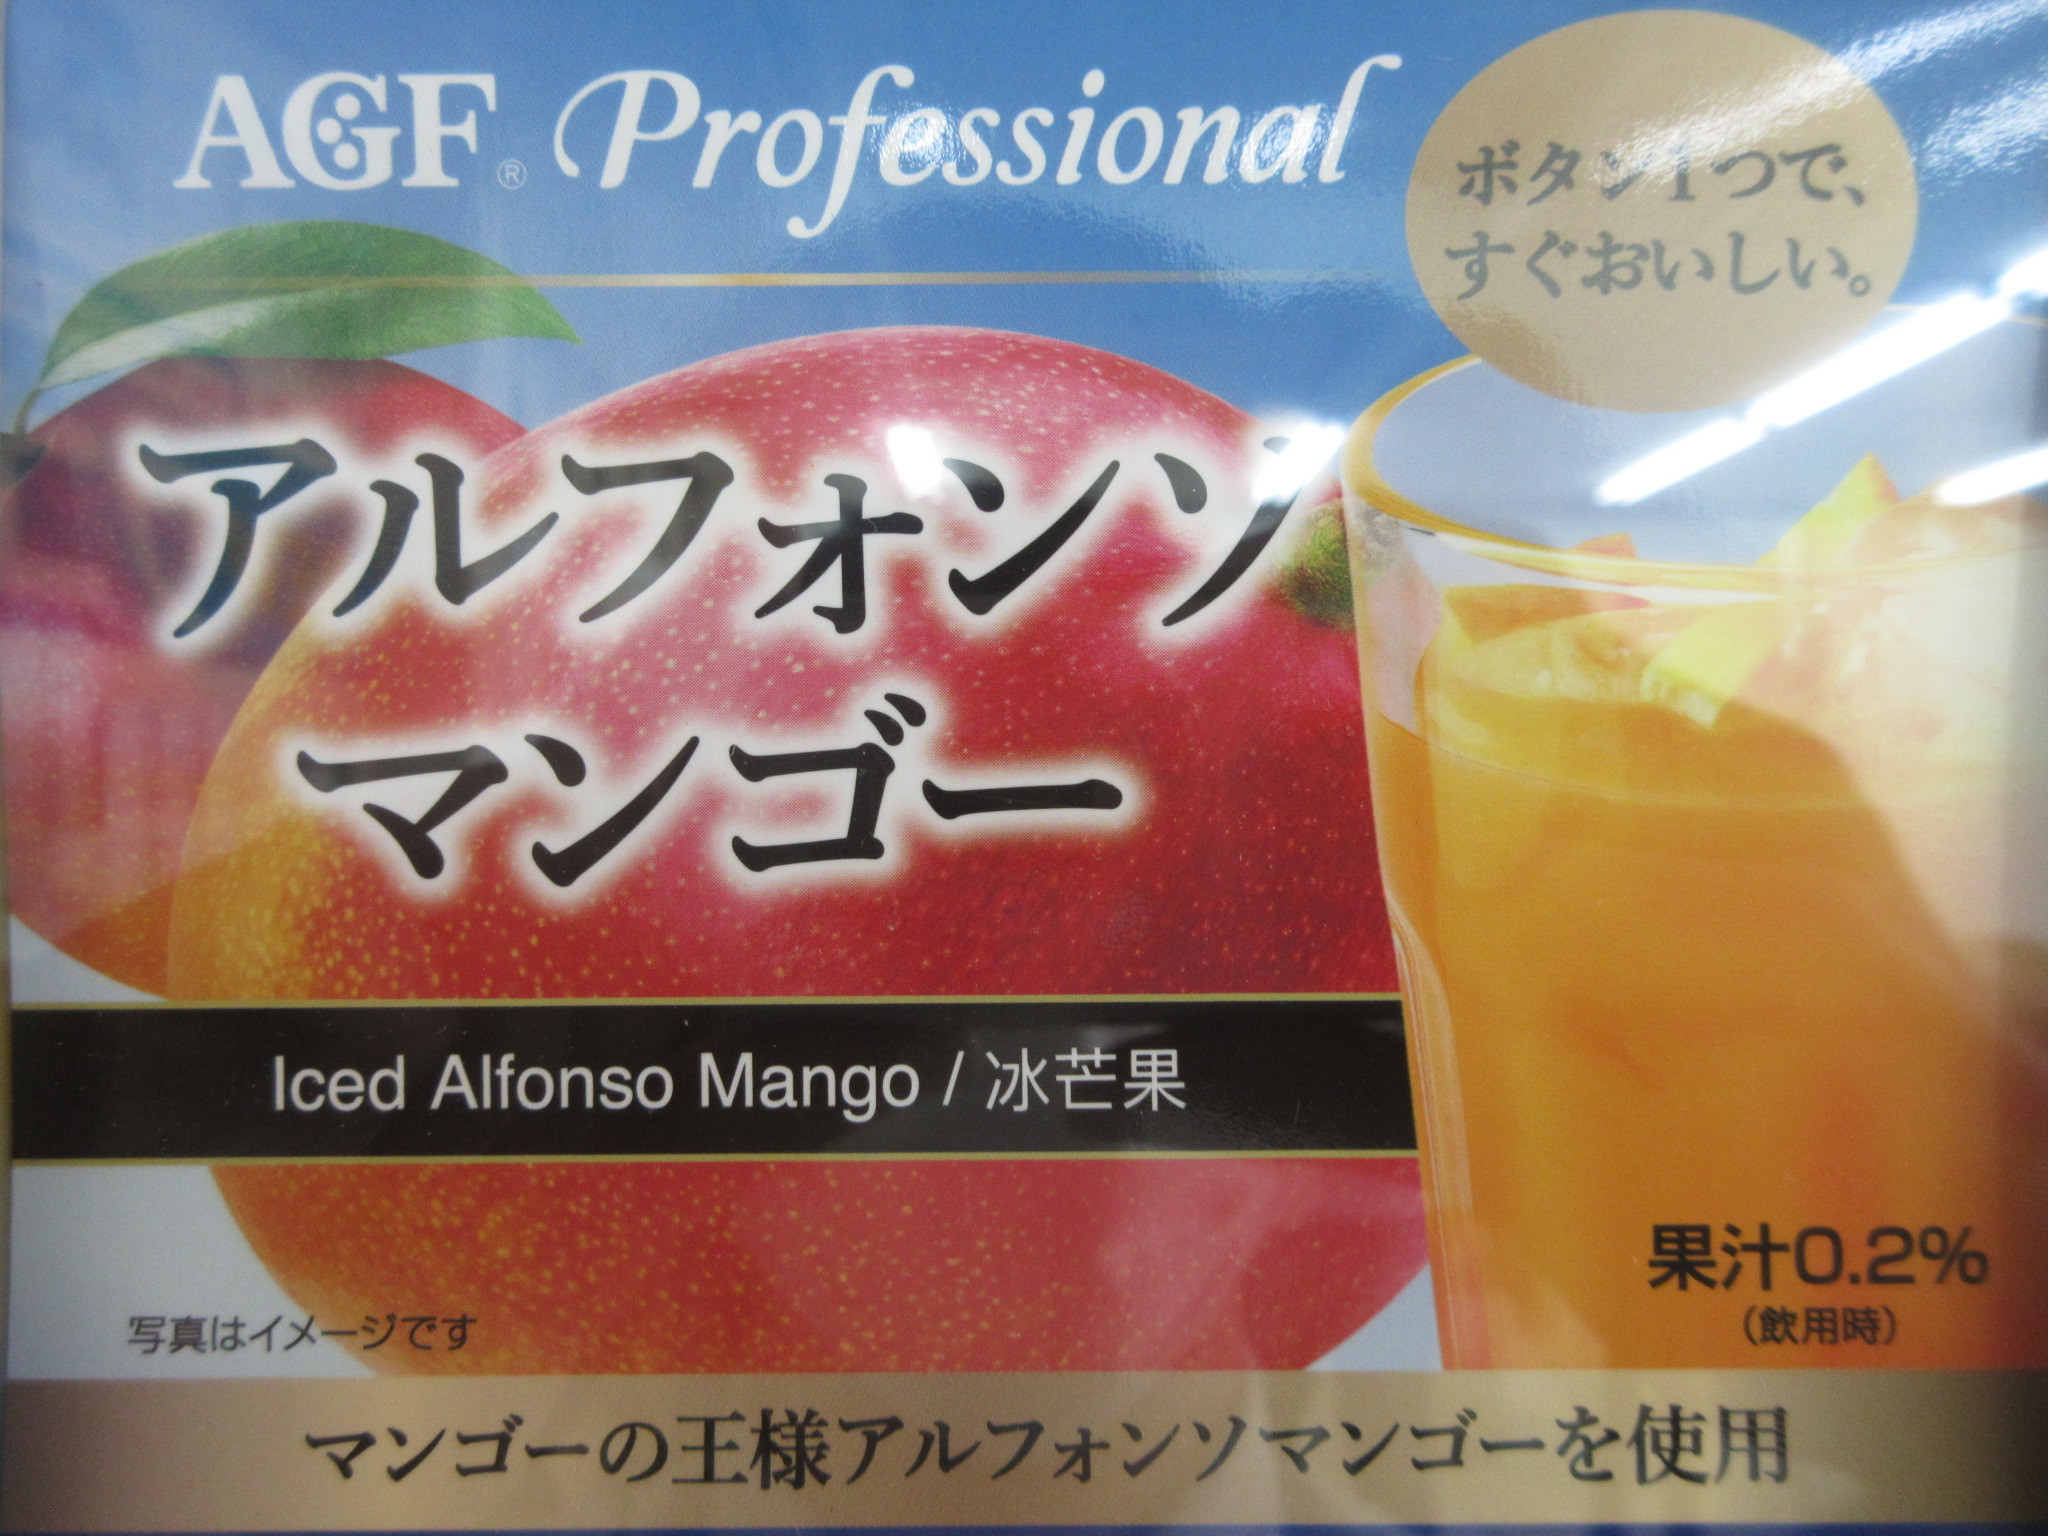 AGF® Professional
ボタン1つで、
すぐおいしい。
アルフォンソ
マンゴー
Iced Alfonso Mango / 冰芒果
果汁0.2%
(飲用時)
写真はイメージです
マンゴーの王様アルフォンソマンゴーを使用